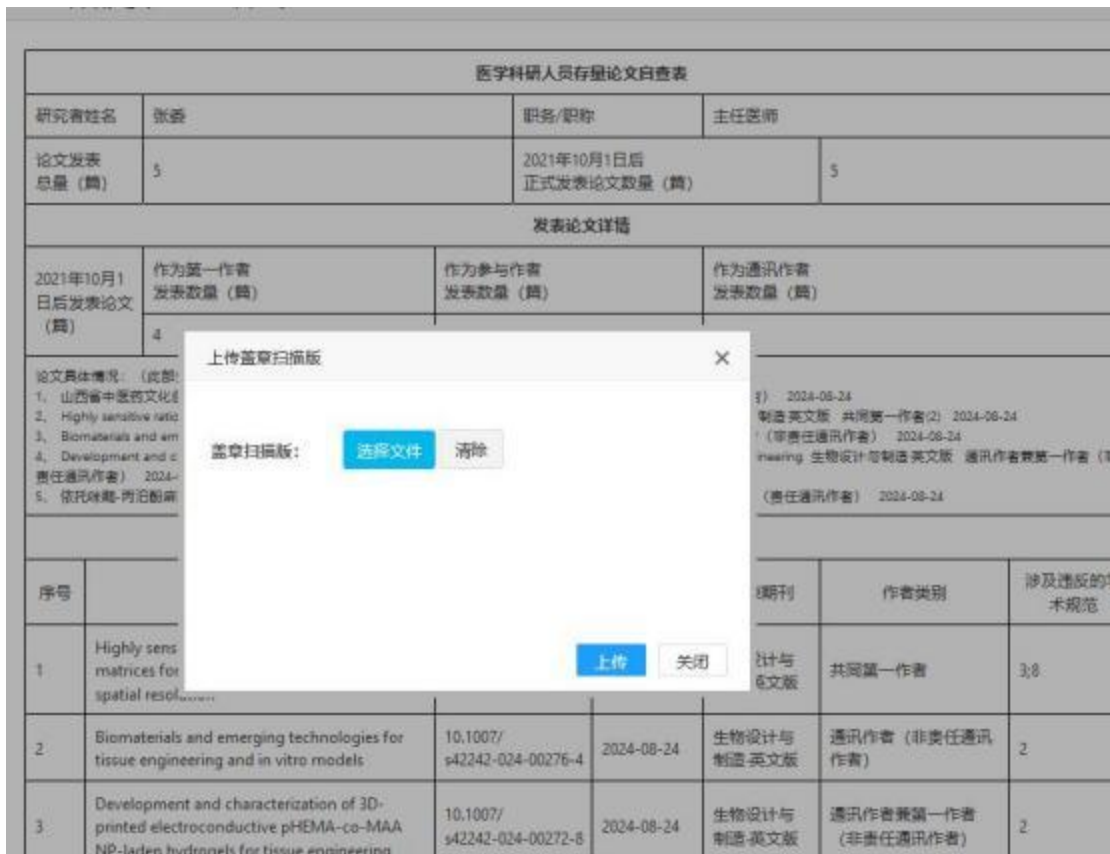 医学科研人员存量论文自查表
研究者姓名 张委 职务/职称 主任医师
论文发表 2021年10月1日后
总量（篇） 5 正式发表论文数量（篇） 5
发表论文详情
2021年10月1 作为第一作者 作为参与作者 作为通讯作者
日后发表论文 发表数量（篇） 发表数量（篇） 发表数量（篇）
（篇） 4
上传盖章扫描版
盖章扫描版： 选择文件 清除
上传 关闭
论文具体情况：（此部
1、 山西省中医药文化 2024-08-24
2、 Highly sensitive 制造-英文版 共同第一作者(2) 2024-08-24
3、 Biomaterials and em （非责任通讯作者） 2024-08-24
4、 Development and c ineering 生物设计与制造-英文版 通讯作者兼第一作者（
责任通讯作者） 2024-
5、 依托 （责任通讯作者） 2024-08-24
序号 期刊 作者类别 涉及违反的
术规范
1 Highly sens
matrices for
spatial 计与
英文版 共同第一作者 3;8
2 Biomaterials and emerging technologies for
tissue engineering and in vitro models 10.1007/
s42242-024-00276-4 2024-08-24 生物设计与
制造-英文版 通讯作者（非责任通讯
作者） 2
3 Development and characterization of 3D-
printed electroconductive pHEMA-co-MAA
NP-laden hydrogels for tissue engineering 10.1007/
s42242-024-00272-8 2024-08-24 生物设计与
制造-英文版 通讯作者兼第一作者
（非责任通讯作者） 2